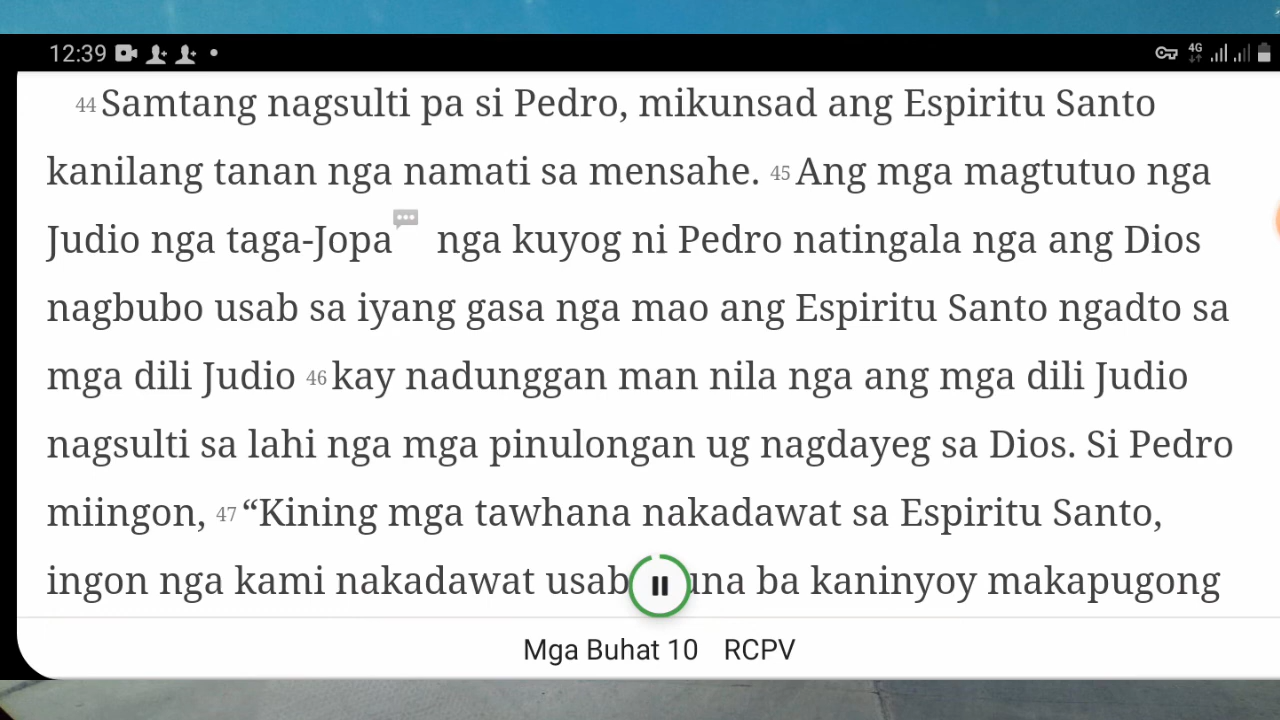 12:39
4G
44 Samtang nagsulti pa si Pedro, mikunsad ang Espiritu Santo
kanilang tanan nga namati sa mensahe. 45 Ang mga magtutuo nga
Judio nga taga-Jopa nga kuyog ni Pedro natingala nga ang Dios
nagbubo usab sa iyang gasa nga mao ang Espiritu Santo ngadto sa
mga dili Judio 46 kay nadunggan man nila nga ang mga dili Judio
nagsulti sa lahi nga mga pinulongan ug nagdayeg sa Dios. Si Pedro
miingon, 47 “Kining mga tawhana nakadawat sa Espiritu Santo,
ingon nga kami nakadawat usab ba kaninyoy makapugong
Mga Buhat 10 RCPV